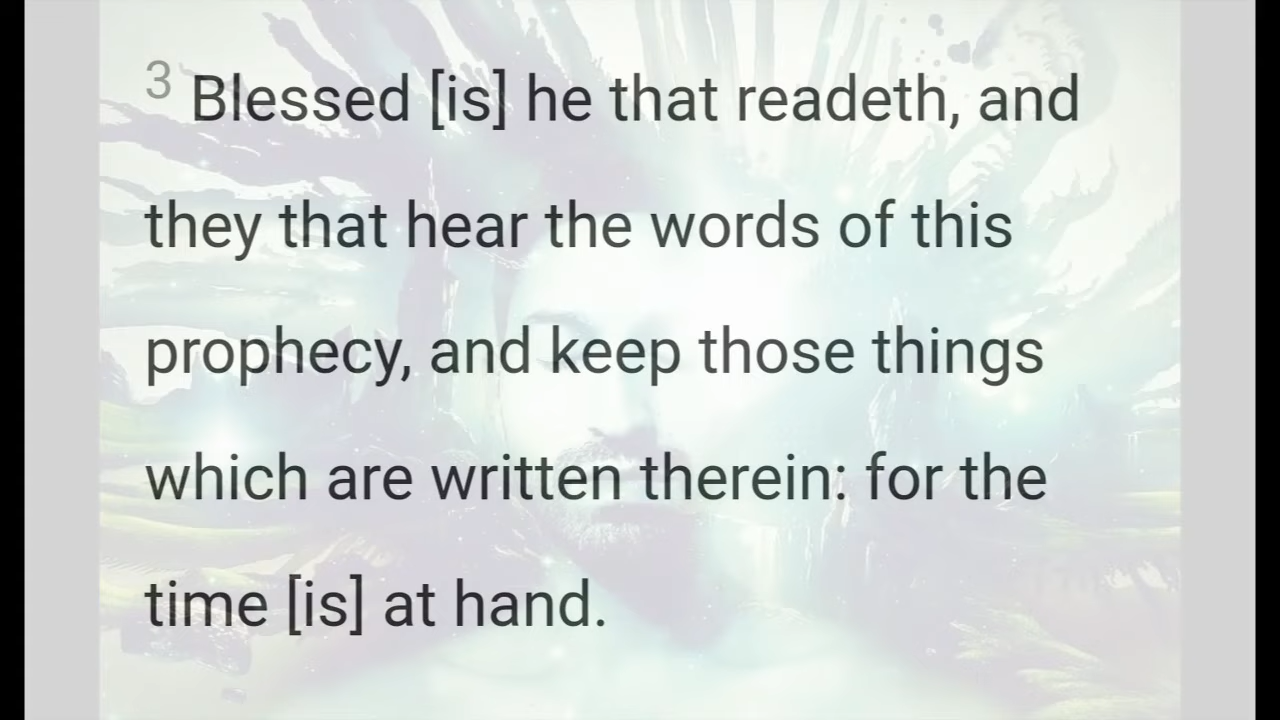 3 Blessed [is] he that readeth, and
they that hear the words of this
prophecy, and keep those things
which are written therein: for the
time [is] at hand.